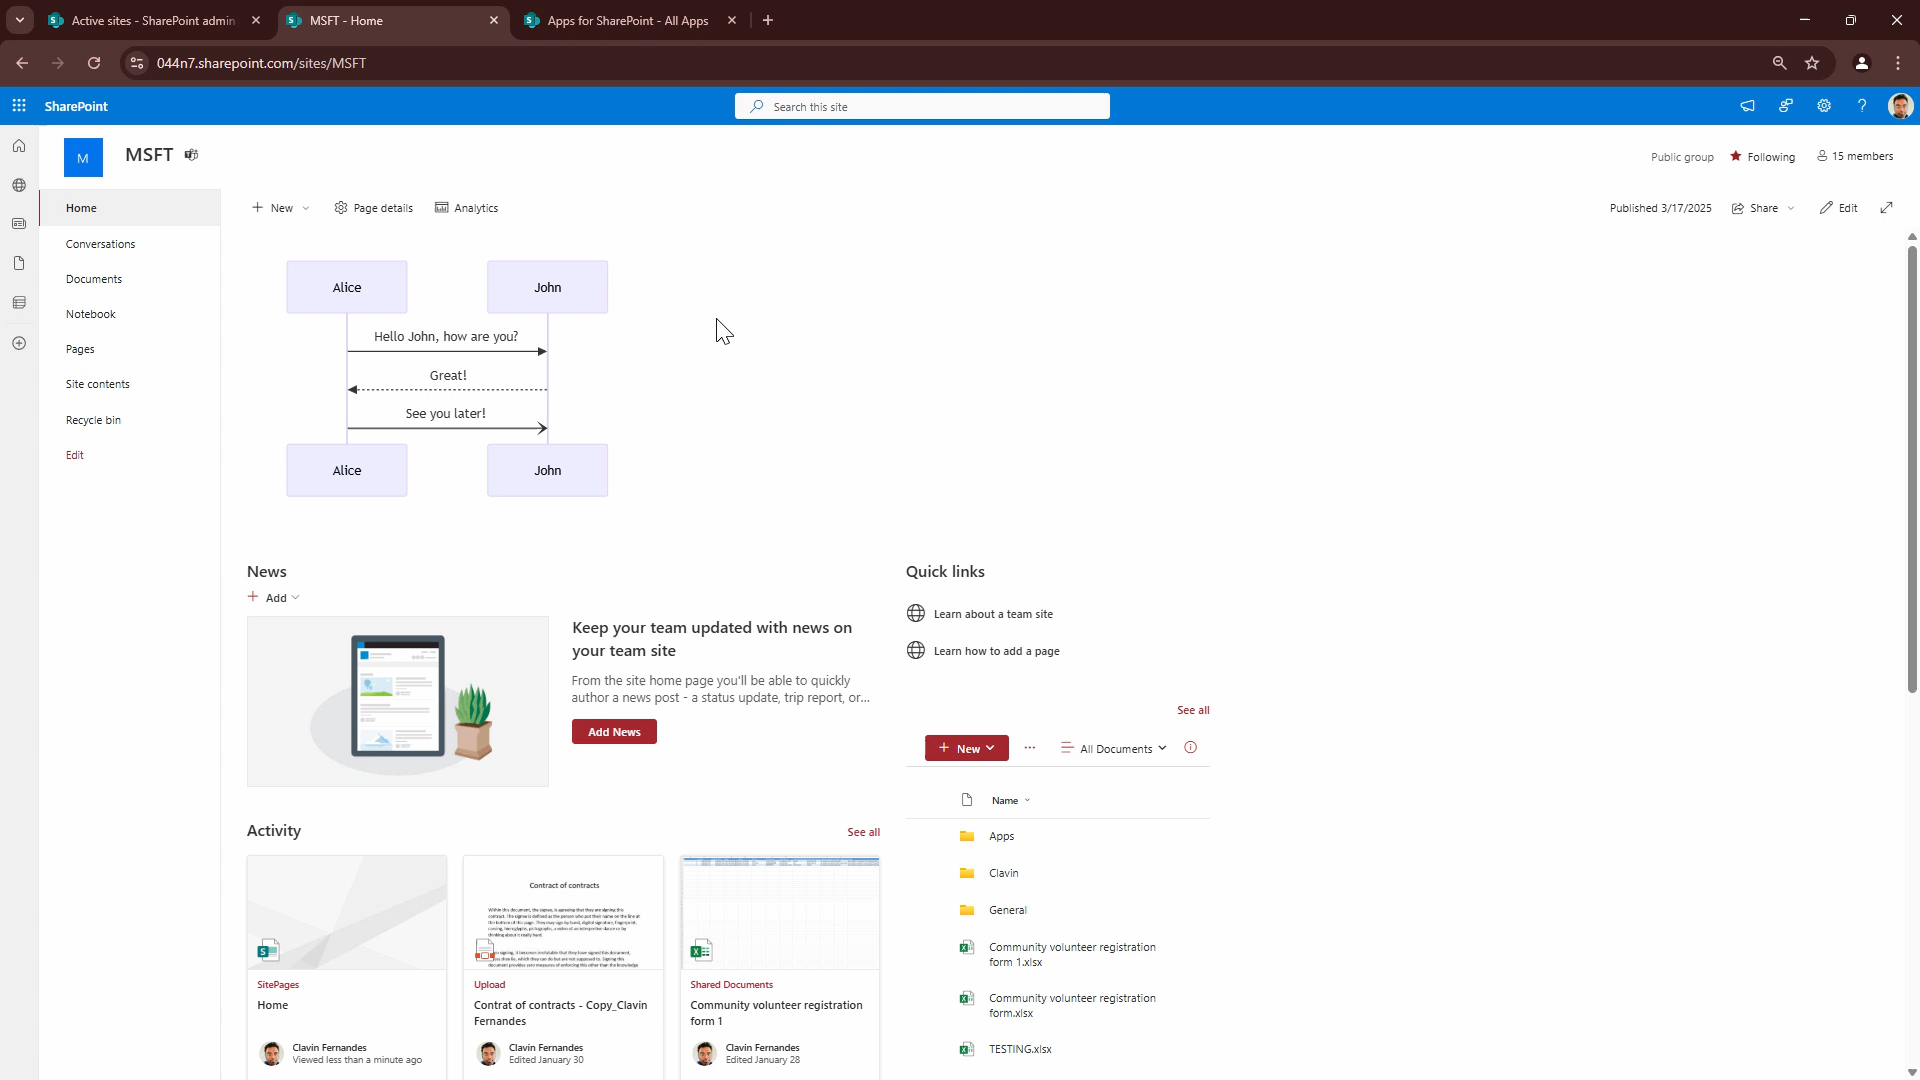 Active sites - SharePoint admin
MSFT - Home
Apps for SharePoint - All Apps
044n7.sharepoint.com/sites/MSFT
SharePoint
Search this site
M
MSFT
Public group
Following
15 members
Home
Conversations
Documents
Notebook
Pages
Site contents
Recycle bin
Edit
New
Page details
Analytics
Published 3/17/2025
Share
Edit
Alice
John
Hello John, how are you?
Great!
See you later!
Alice
John
News
Add
Keep your team updated with news on
your team site
From the site home page you'll be able to quickly
author a news post - a status update, trip report, or...
Add News
Quick links
Learn about a team site
Learn how to add a page
See all
New
All Documents
Name
Apps
Clavin
General
Community volunteer registration
form 1.xlsx
Community volunteer registration
form.xlsx
TESTING.xlsx
Activity
See all
SitePages
Home
Clavin Fernandes
Viewed less than a minute ago
Contract of contracts
Upload
Contrat of contracts - Copy_Clavin
Fernandes
Clavin Fernandes
Edited January 30
Shared Documents
Community volunteer registration
form 1
Clavin Fernandes
Edited January 28